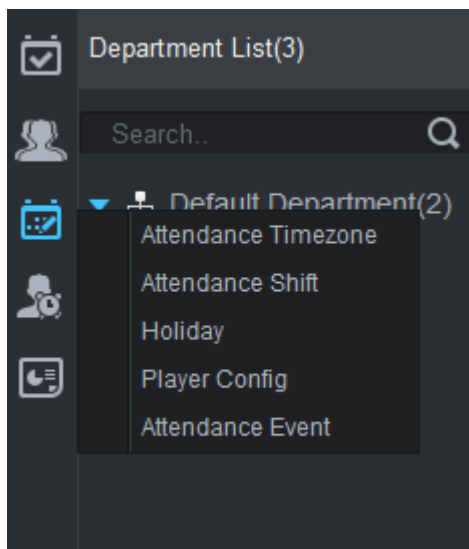 Department List(3)
Search..
Default Department(2)
Attendance Timezone
Attendance Shift
Holiday
Player Config
Attendance Event